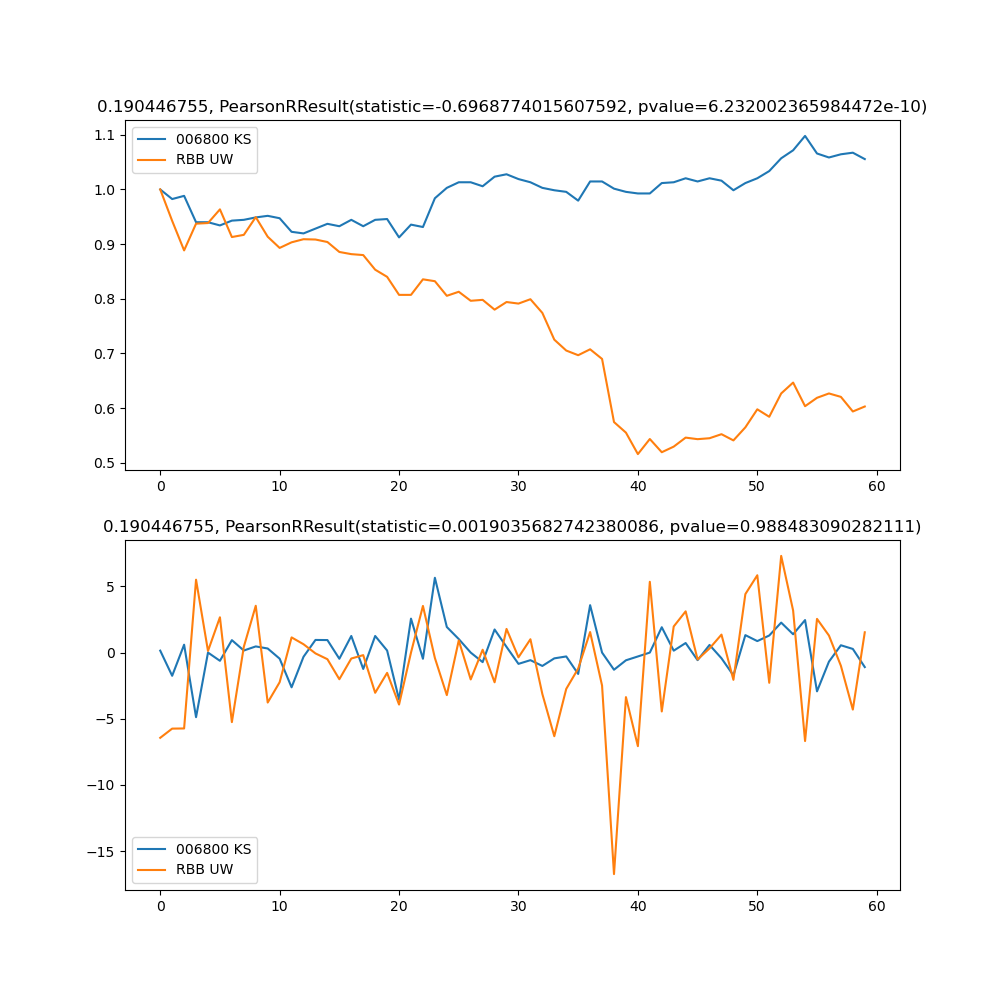 0.190446755, PearsonRResult(statistic=-0.6968774015607592, pvalue=6.232002365984472e-10)
006800 KS
RBB UW
1.1
1.0
0.9
0.8
0.7
0.6
0.5
0 10 20 30 40 50 60
0.190446755, PearsonRResult(statistic=0.0019035682742380086, pvalue=0.988483090282111)
5
0
−5
−10
−15
006800 KS
RBB UW
0 10 20 30 40 50 60